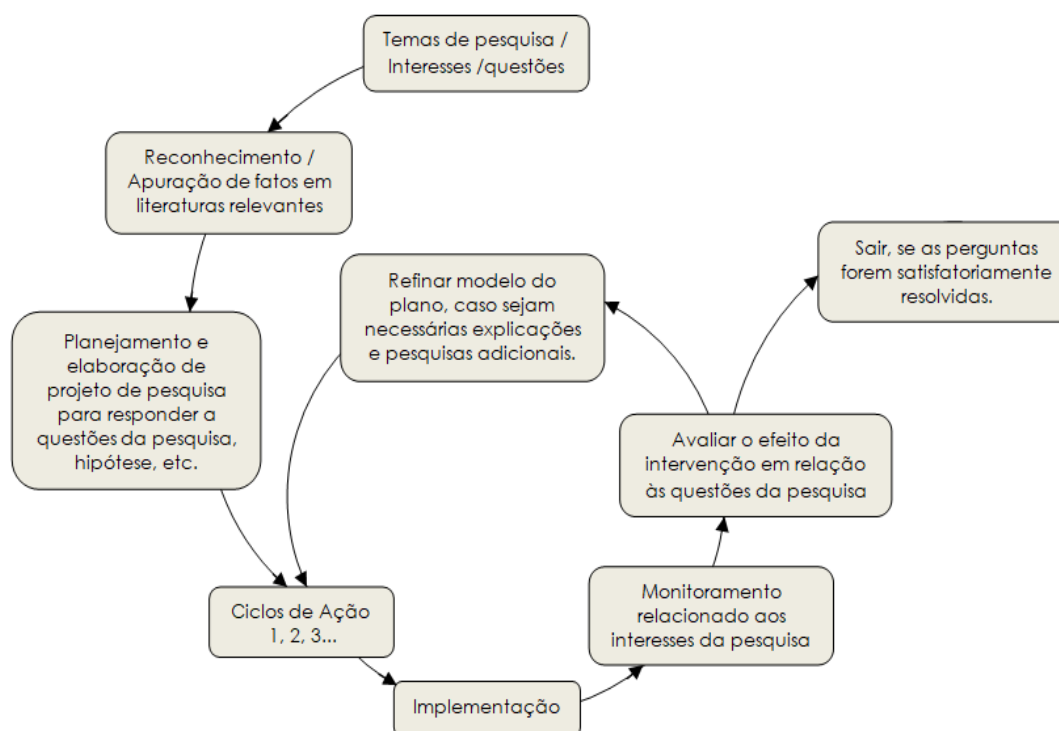 Temas de pesquisa /
Interesses /questões
Reconhecimento /
Apuração de fatos em
literaturas relevantes
Planejamento e
elaboração de
projeto de pesquisa
para responder a
questões da pesquisa,
hipótese, etc.
Ciclos de Ação
1, 2, 3...
Implementação
Monitoramento
relacionado aos
interesses da pesquisa
Avaliar o efeito da
intervenção em relação
às questões da pesquisa
Refinar modelo do
plano, caso sejam
necessárias explicações
e pesquisas adicionais.
Sair, se as perguntas
forem satisfatoriamente
resolvidas.